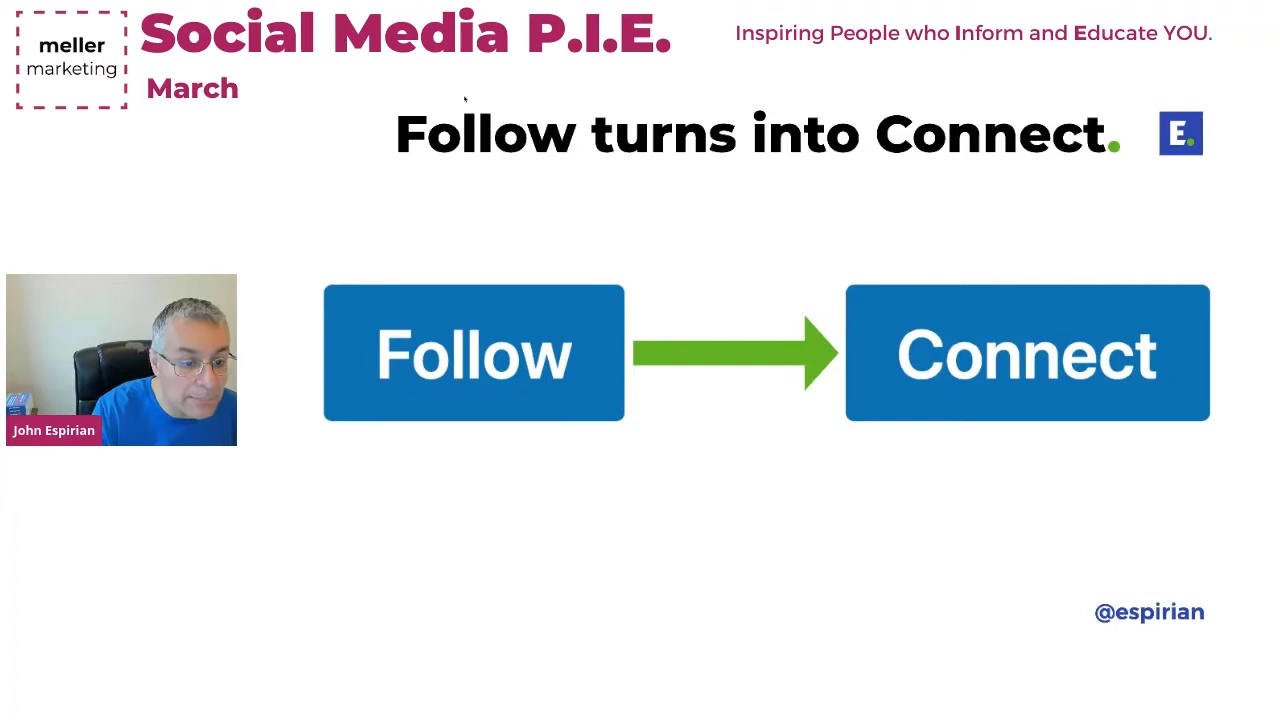 meller
marketing
Social Media P.I.E.
March
Inspiring People who Inform and Educate YOU.
Follow turns into Connect.
E.
Follow
Connect
John Espirian
@espirian